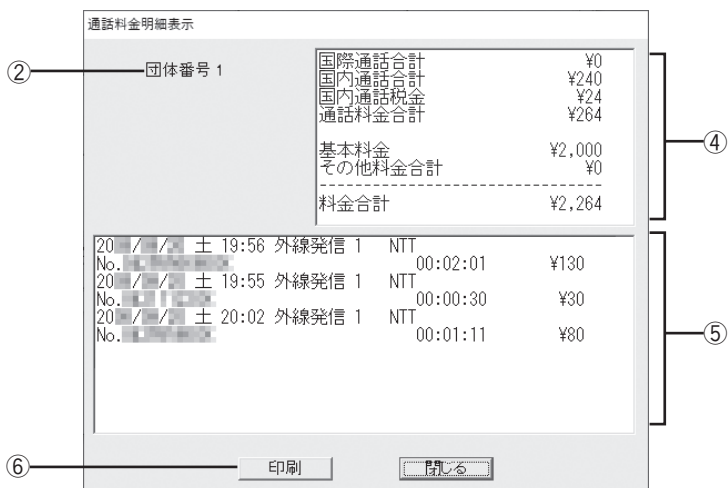 通話料金明細表示
② 団体番号 1
国際通話合計 ¥0
国内通話合計 ¥240
国内通話税金 ¥24
通話料金合計 ¥264
基本料金 ¥2,000
その他料金合計 ¥0
料金合計 ¥2,264
④
20 / / 土 19:56 外線発信 1 NTT
No. 00:02:01 ¥130
20 / / 土 19:55 外線発信 1 NTT
No. 00:00:30 ¥30
20 / / 土 20:02 外線発信 1 NTT
No. 00:01:11 ¥80
⑤
⑥ 印刷 閉じる